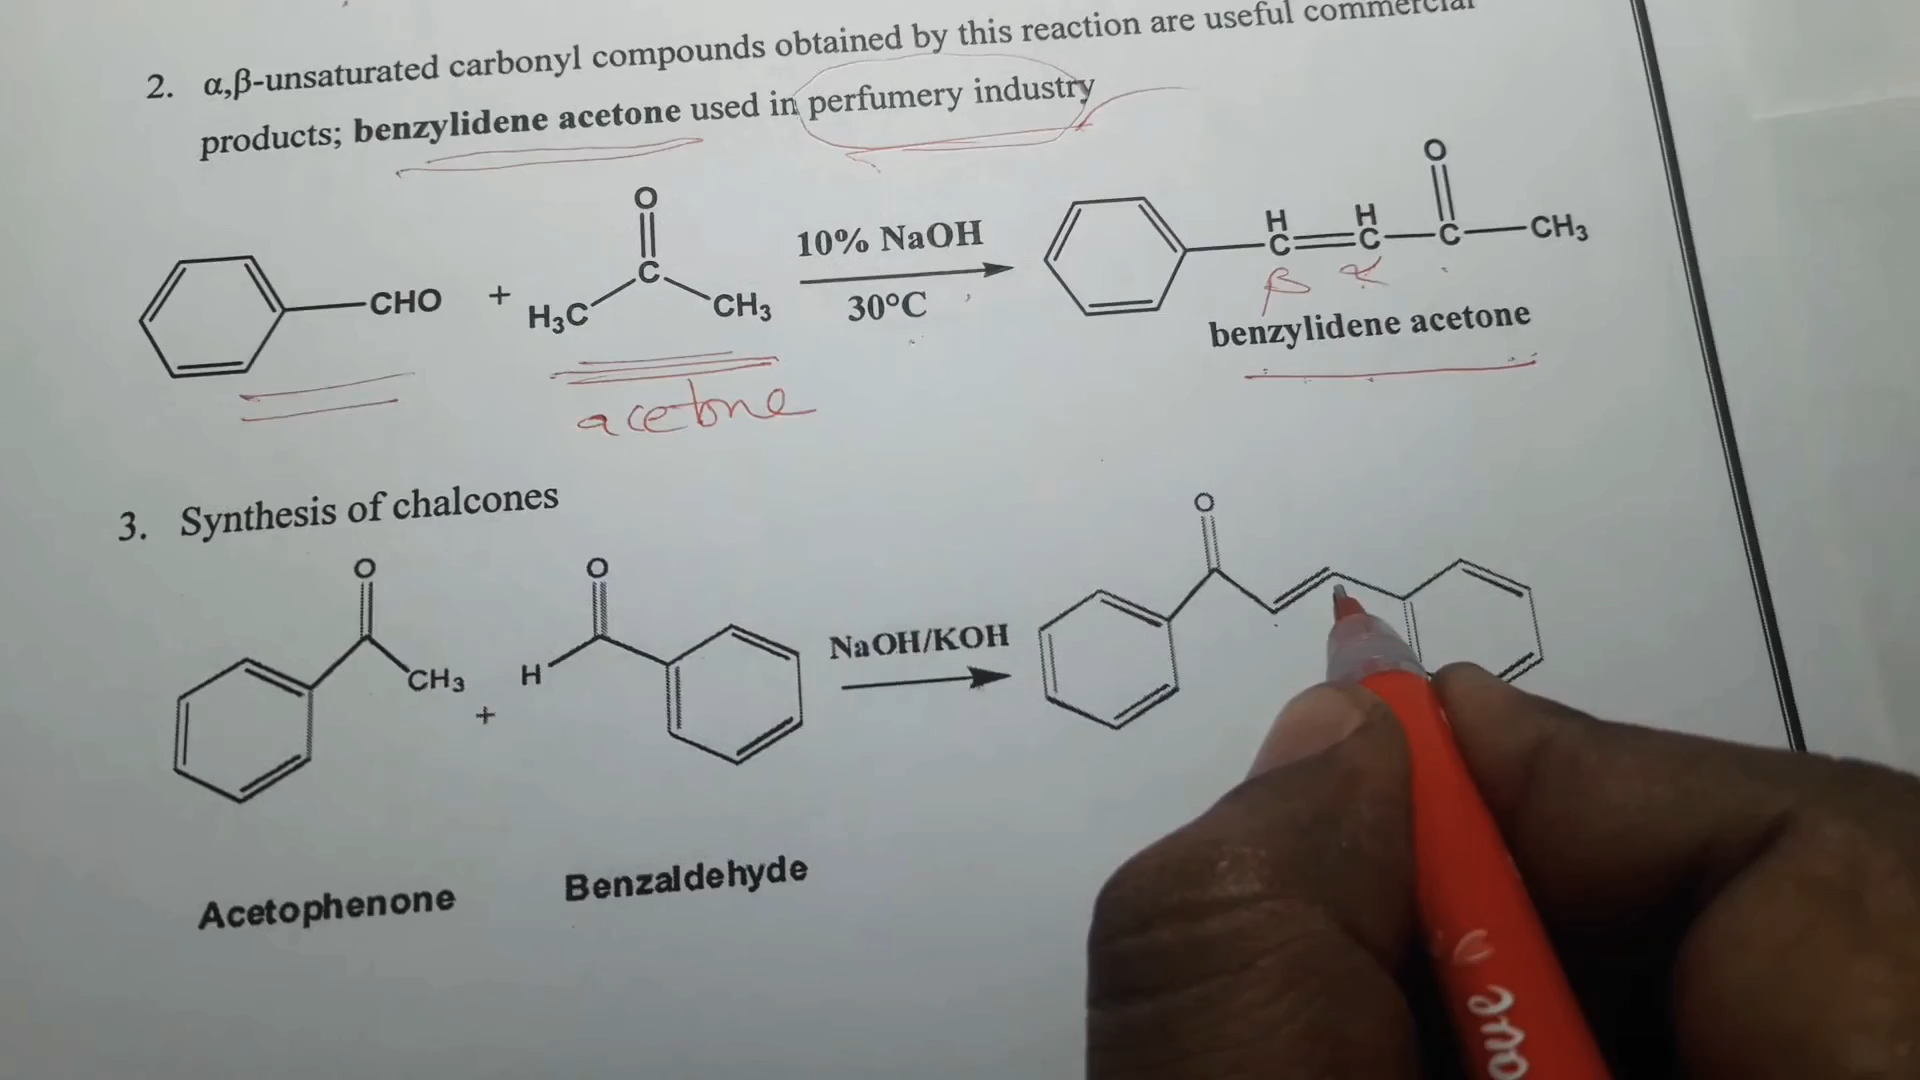 2. α,β-unsaturated carbonyl compounds obtained by this reaction are useful commercial
products; benzylidene acetone used in perfumery industry
CHO
+
O
C
H₃C
CH₃
10% NaOH
30°C
O
H
C
H
C
C
CH₃
β α
benzylidene acetone
acetone
3. Synthesis of chalcones
O
CH₃
+
O
H
NaOH/KOH
O
Acetophenone
Benzaldehyde